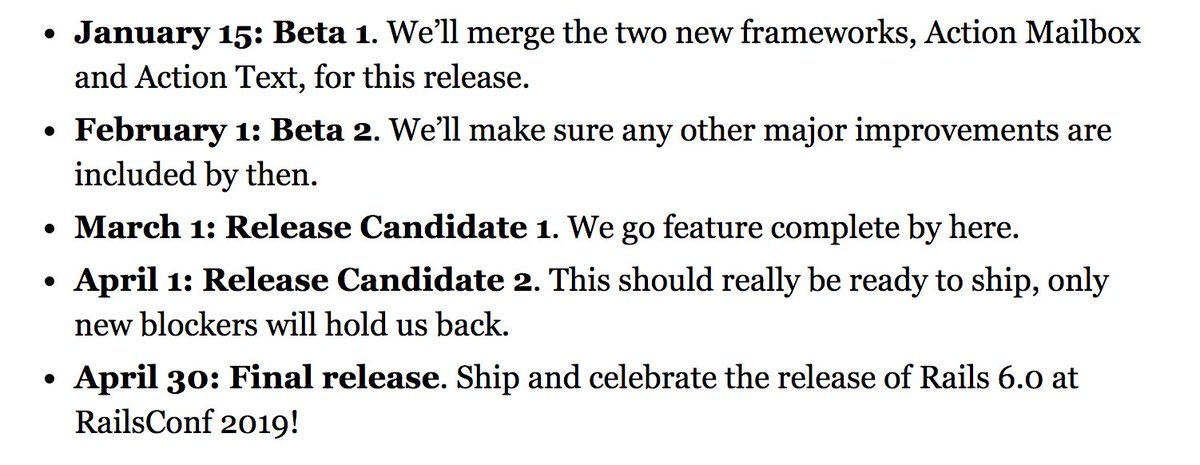 • January 15: Beta 1. We’ll merge the two new frameworks, Action Mailbox
and Action Text, for this release.
• February 1: Beta 2. We’ll make sure any other major improvements are
included by then.
• March 1: Release Candidate 1. We go feature complete by here.
• April 1: Release Candidate 2. This should really be ready to ship, only
new blockers will hold us back.
• April 30: Final release. Ship and celebrate the release of Rails 6.0 at
RailsConf 2019!